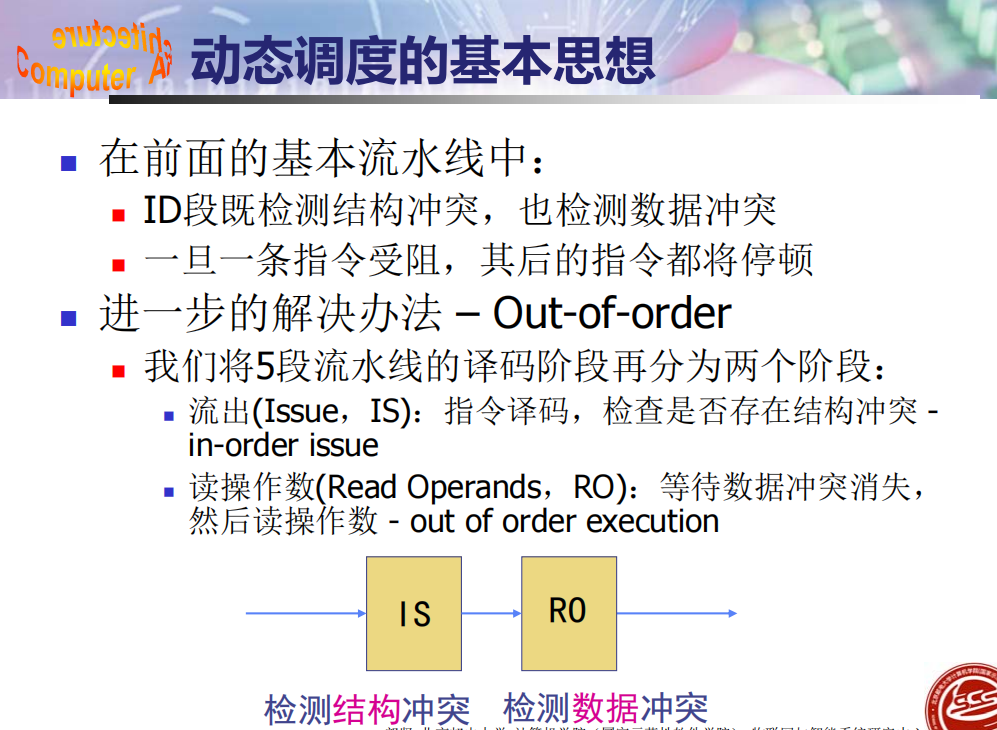 Computer Architecture
动态调度的基本思想
在前面的基本流水线中：
ID段既检测结构冲突，也检测数据冲突
一旦一条指令受阻，其后的指令都将停顿
进一步的解决办法 – Out-of-order
我们将5段流水线的译码阶段再分为两个阶段：
流出(Issue，IS)：指令译码，检查是否存在结构冲突 -
in-order issue
读操作数(Read Operands，RO)：等待数据冲突消失，
然后读操作数 - out of order execution
IS
RO
检测结构冲突
检测数据冲突